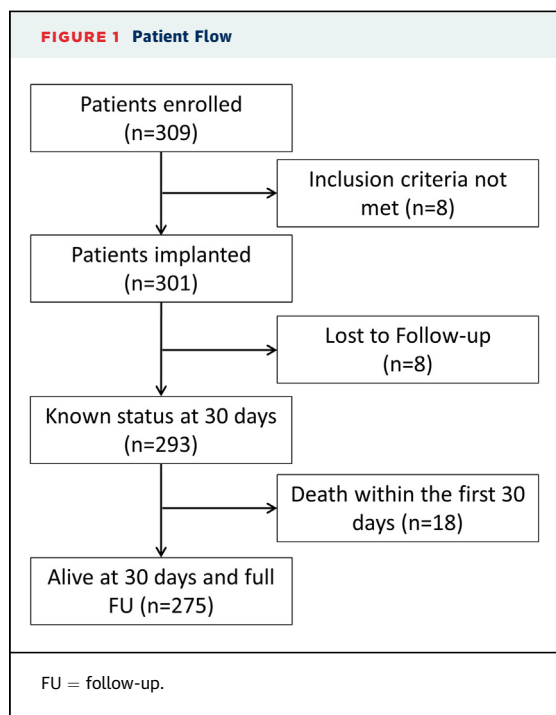 FIGURE 1 Patient Flow
Patients enrolled
(n=309)
Inclusion criteria not
met (n=8)
Patients implanted
(n=301)
Lost to Follow-up
(n=8)
Known status at 30 days
(n=293)
Death within the first 30
days (n=18)
Alive at 30 days and full
FU (n=275)
FU = follow-up.